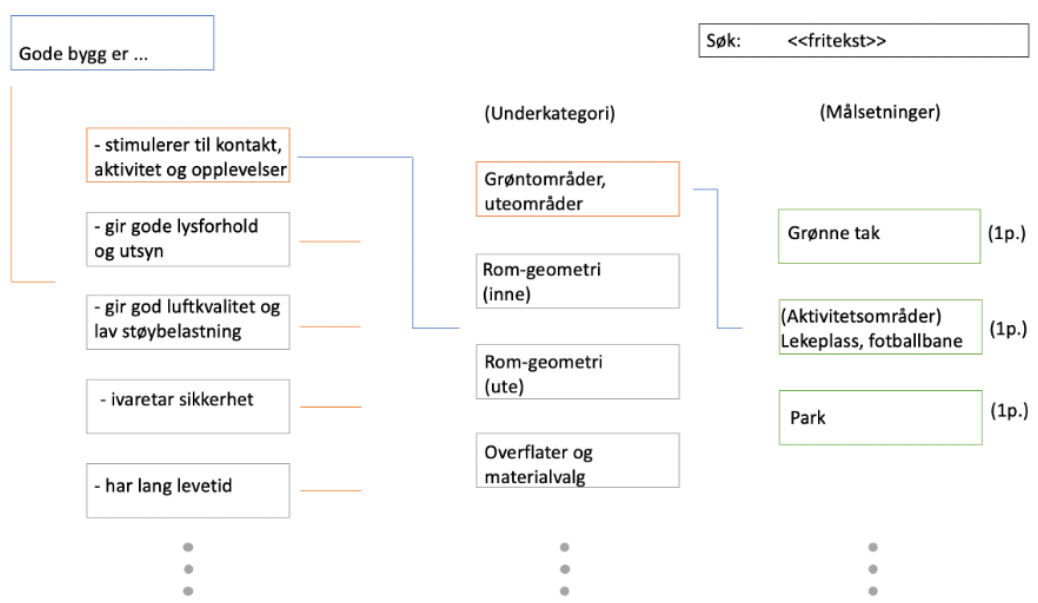 Gode bygg er ...
Søk: <<fritekst>>
(Underkategori)
(Målsetninger)
- stimulerer til kontakt,
aktivitet og opplevelser
- gir gode lysforhold
og utsyn
- gir god luftkvalitet og
lav støybelastning
- ivaretar sikkerhet
- har lang levetid
Grøntområder,
uteområder
Rom-geometri
(inne)
Rom-geometri
(ute)
Overflater og
materialvalg
Grønne tak (1p.)
(Aktivitetsområder)
Lekeplass, fotballbane (1p.)
Park (1p.)